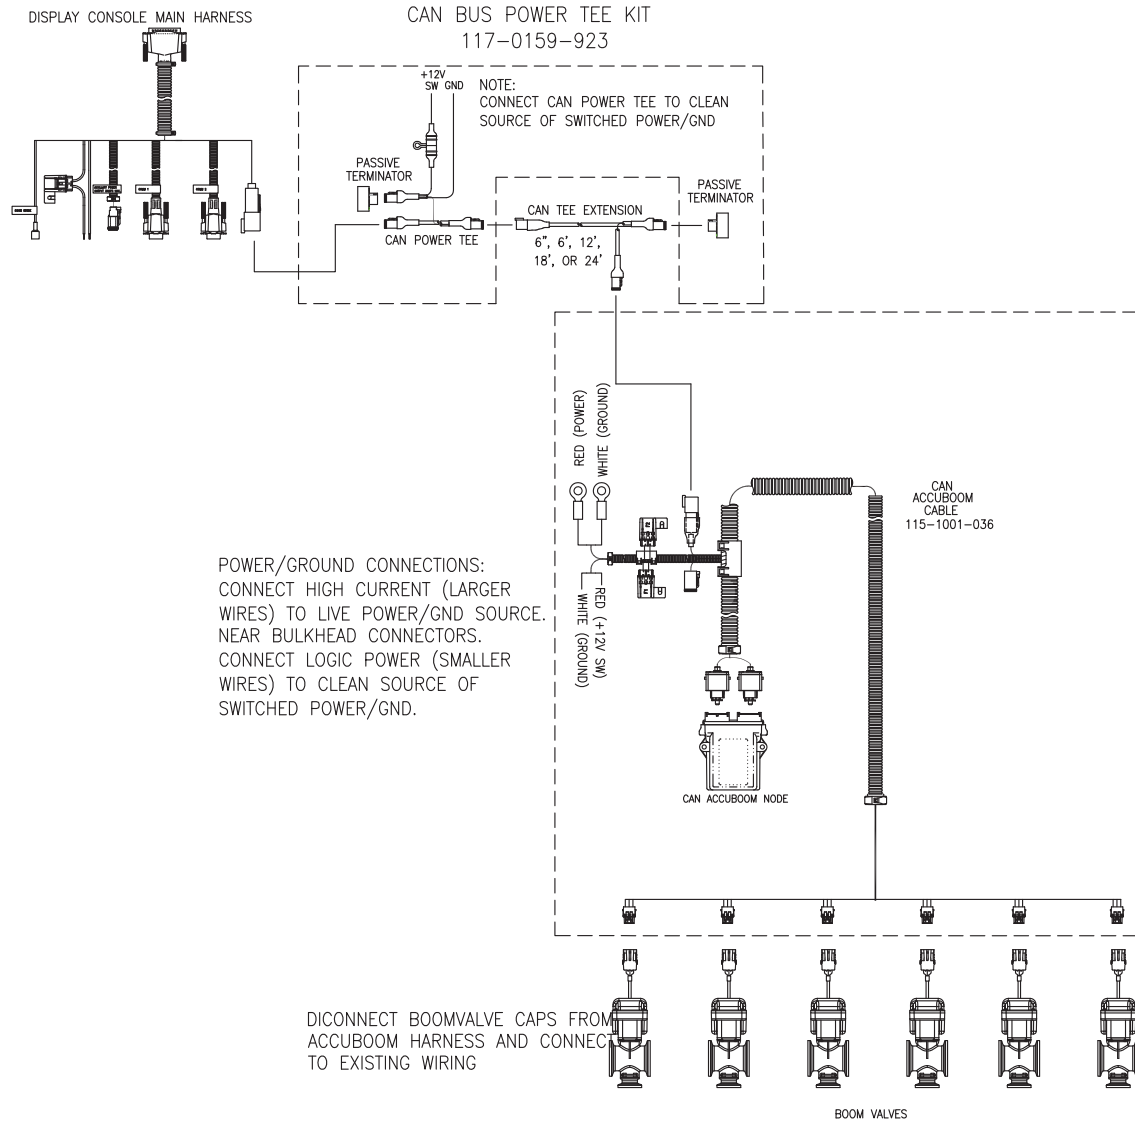 DISPLAY CONSOLE MAIN HARNESS
CAN BUS POWER TEE KIT
117-0159-923
+12V
SW GND
NOTE:
CONNECT CAN POWER TEE TO CLEAN
SOURCE OF SWITCHED POWER/GND
PASSIVE
TERMINATOR
PASSIVE
TERMINATOR
CAN TEE EXTENSION
CAN POWER TEE
6", 6', 12',
18', OR 24'
RED (POWER)
WHITE (GROUND)
CAN
ACCUBOOM
CABLE
115-1001-036
POWER/GROUND CONNECTIONS:
CONNECT HIGH CURRENT (LARGER
WIRES) TO LIVE POWER/GND SOURCE.
NEAR BULKHEAD CONNECTORS.
CONNECT LOGIC POWER (SMALLER
WIRES) TO CLEAN SOURCE OF
SWITCHED POWER/GND.
RED (+12V SW)
WHITE (GROUND)
CAN ACCUBOOM NODE
DICONNECT BOOMVALVE CAPS FROM
ACCUBOOM HARNESS AND CONNECT
TO EXISTING WIRING
BOOM VALVES